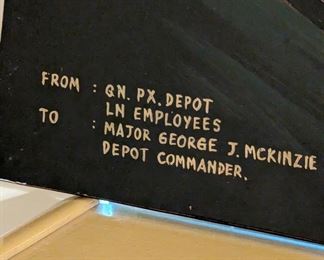 FROM : QN. PX. DEPOT
LN EMPLOYEES
TO : MAJOR GEORGE J. MCKINZIE
DEPOT COMMANDER.